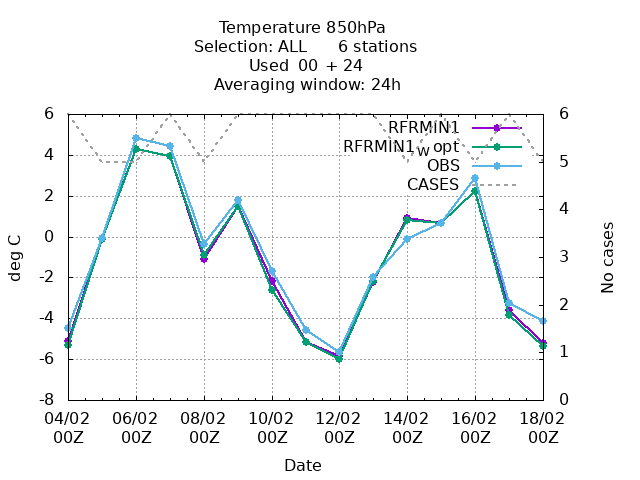 Temperature 850hPa
Selection: ALL      6 stations
Used  00  + 24
Averaging window: 24h
RFRMIN1
RFRMIN1_wopt
OBS
CASES
6
4
2
0
-2
-4
-6
-8
deg C
6
5
4
3
2
1
0
No cases
04/02 06/02 08/02 10/02 12/02 14/02 16/02 18/02
00Z 00Z 00Z 00Z 00Z 00Z 00Z 00Z
Date